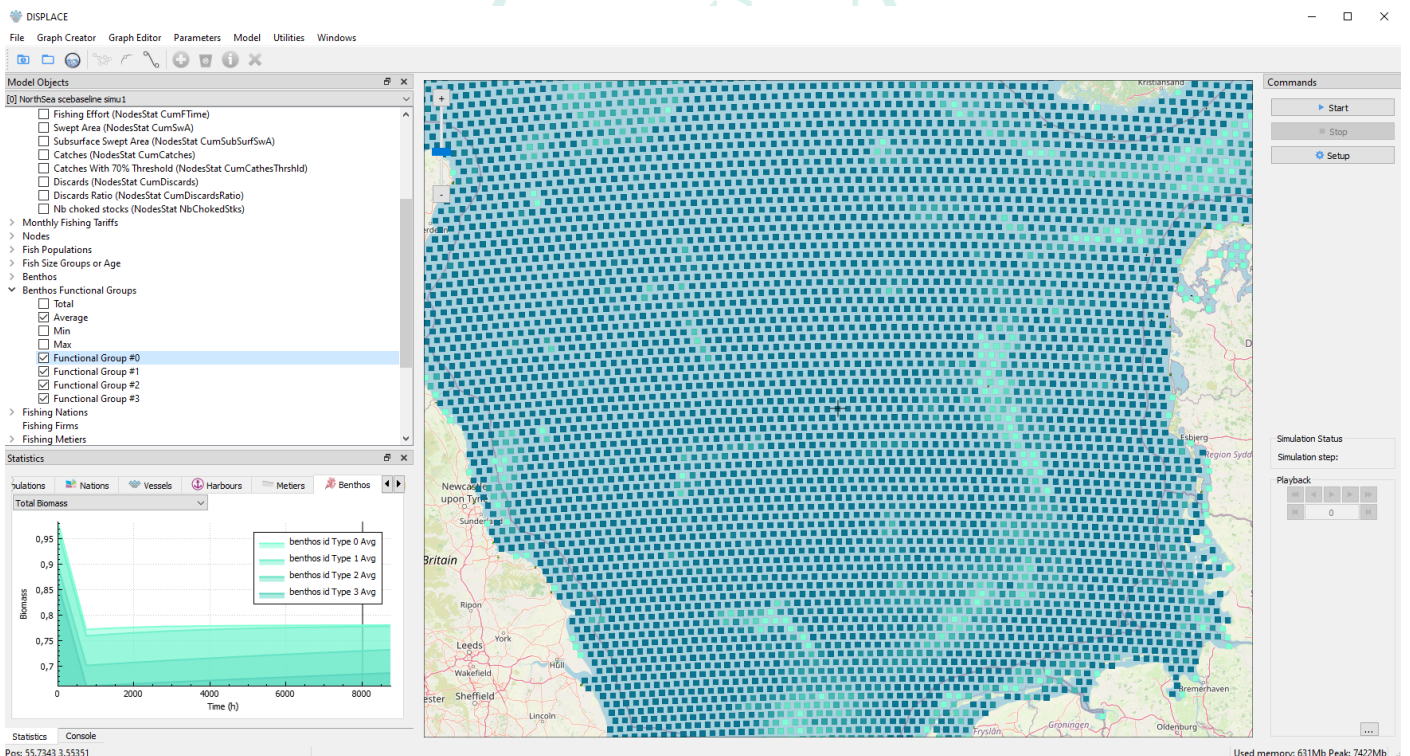 DISPLACE
File Graph Creator Graph Editor Parameters Model Utilities Windows
Model Objects
[0] NorthSea scebaseline simu1
Fishing Effort (NodesStat CumFTime)
Swept Area (NodesStat CumSwA)
Subsurface Swept Area (NodesStat CumSubSurfSwA)
Catches (NodesStat CumCatches)
Catches With 70% Threshold (NodesStat CumCathesThrshld)
Discards (NodesStat CumDiscards)
Discards Ratio (NodesStat CumDiscardsRatio)
Nb choked stocks (NodesStat NbChokedStks)
Monthly Fishing Tariffs
Nodes
Fish Populations
Fish Size Groups or Age
Benthos
Benthos Functional Groups
Total
Average
Min
Max
Functional Group #0
Functional Group #1
Functional Group #2
Functional Group #3
Fishing Nations
Fishing Firms
Fishing Metiers
Statistics
pulations Nations Vessels Harbours Metiers Benthos
Total Biomass
0,95
0,9
0,85
0,8
0,75
0,7
Biomass
benthos id Type 0 Avg
benthos id Type 1 Avg
benthos id Type 2 Avg
benthos id Type 3 Avg
0 2000 4000 6000 8000
Time (h)
Statistics Console
Pos: 55.7343 3.55351
+
-
Kristiansand
Esbjerg
Region Sydd
Newcastle
upon Tyn
Sunderland
Britain
Ripon
York
Leeds
Hull
Wakefield
ester Sheffield
Lincoln
Bremerhaven
Groningen
Fryslân
Oldenburg
Commands
Start
Stop
Setup
Simulation Status
Simulation step:
Playback
0
...
Used memory: 631Mb Peak: 7422Mb